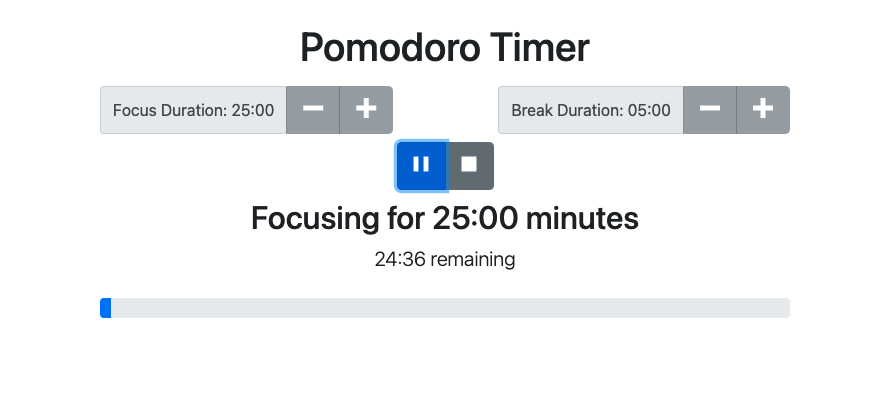 Pomodoro Timer
Focus Duration: 25:00
Break Duration: 05:00
Focusing for 25:00 minutes
24:36 remaining